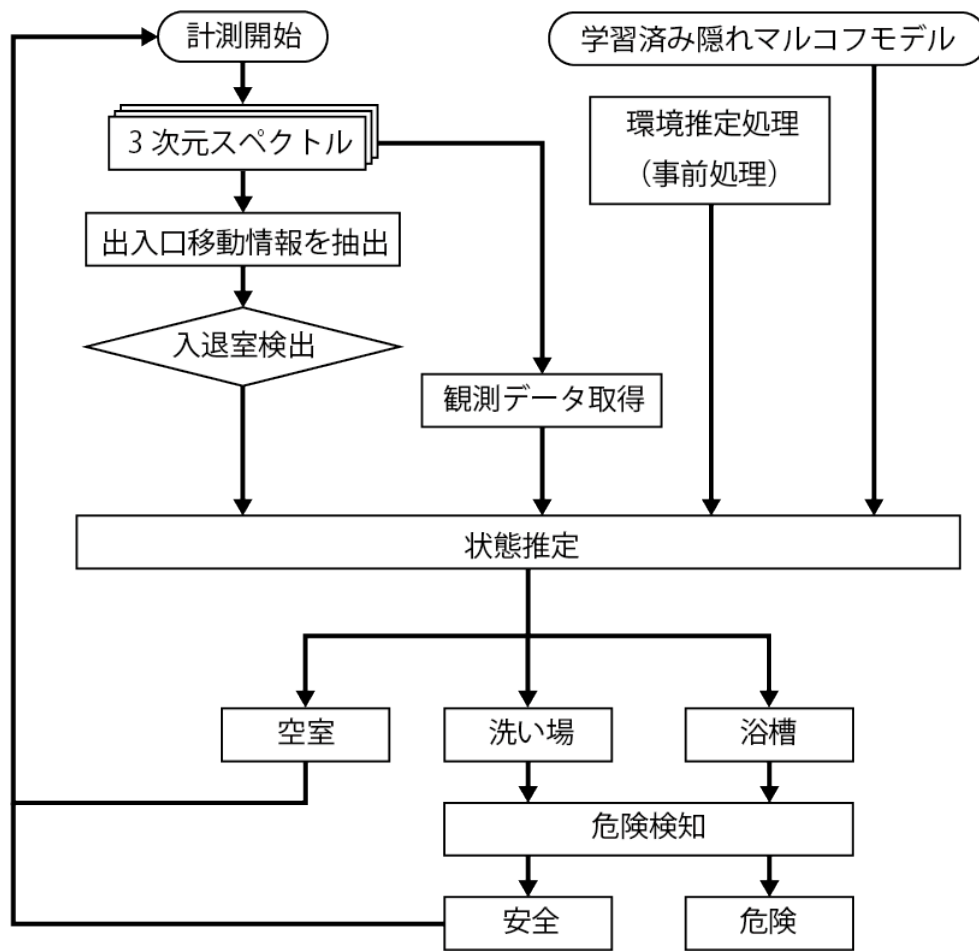 計測開始
学習済み隠れマルコフモデル
3 次元スペクトル
環境推定処理
（事前処理）
出入口移動情報を抽出
入退室検出
観測データ取得
状態推定
空室
洗い場
浴槽
危険検知
安全
危険